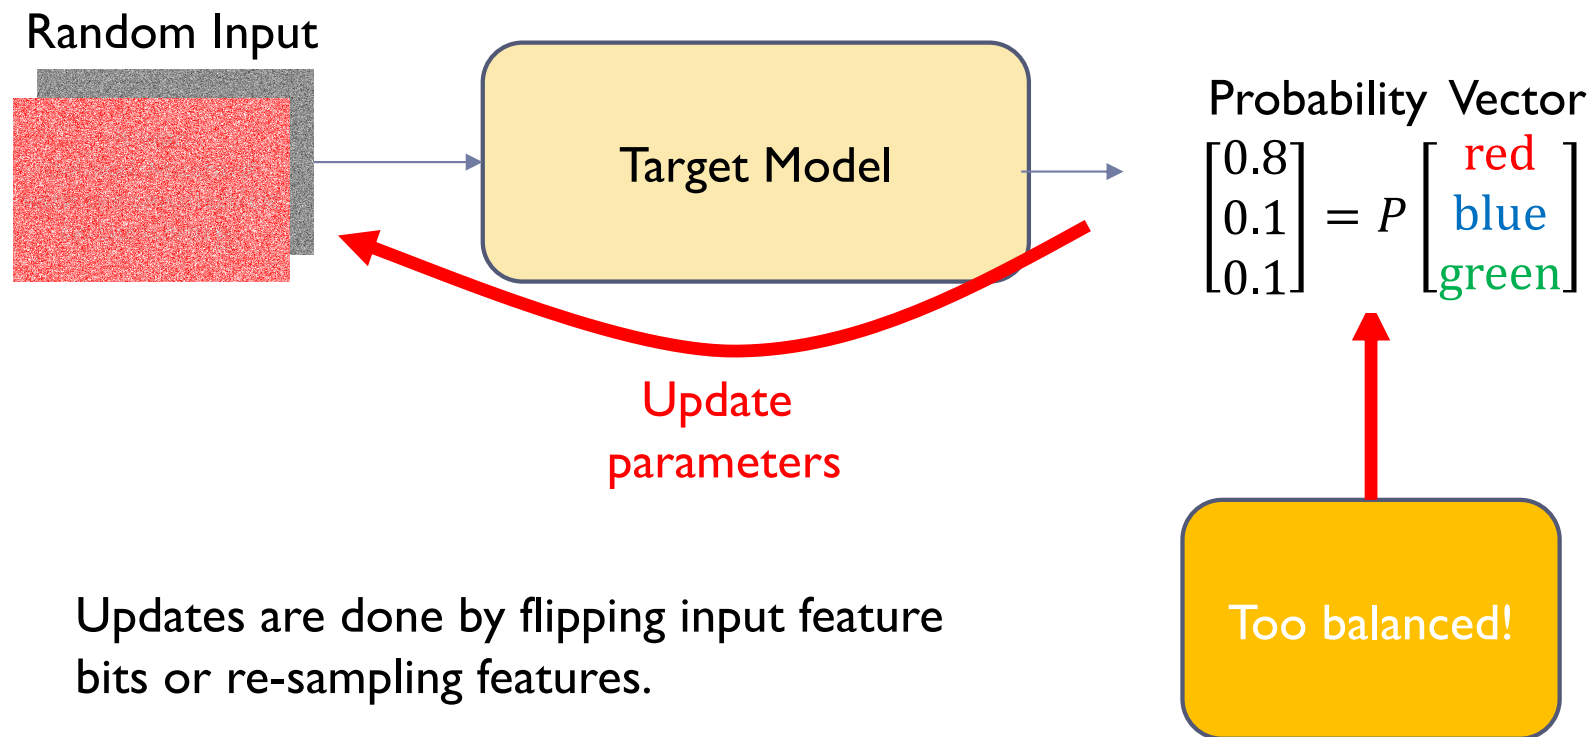 Random Input
Target Model
Probability Vector
[0.8] = P [red]
[0.1] [blue]
[0.1] [green]
Update
parameters
Updates are done by flipping input feature
bits or re-sampling features.
Too balanced!